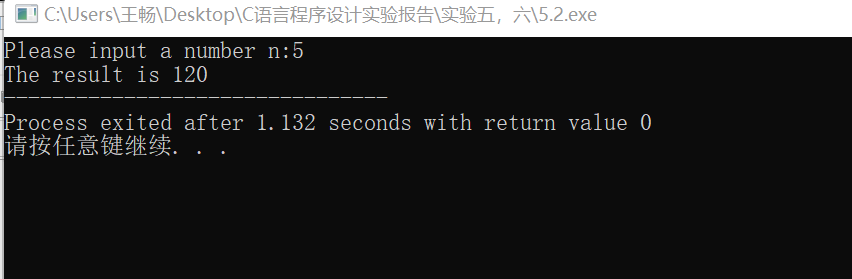 C:\Users\王畅\Desktop\C语言程序设计实验报告\实验五，六\5.2.exe
Please input a number n:5
The result is 120
--------------------------------
Process exited after 1.132 seconds with return value 0
请按任意键继续. . .